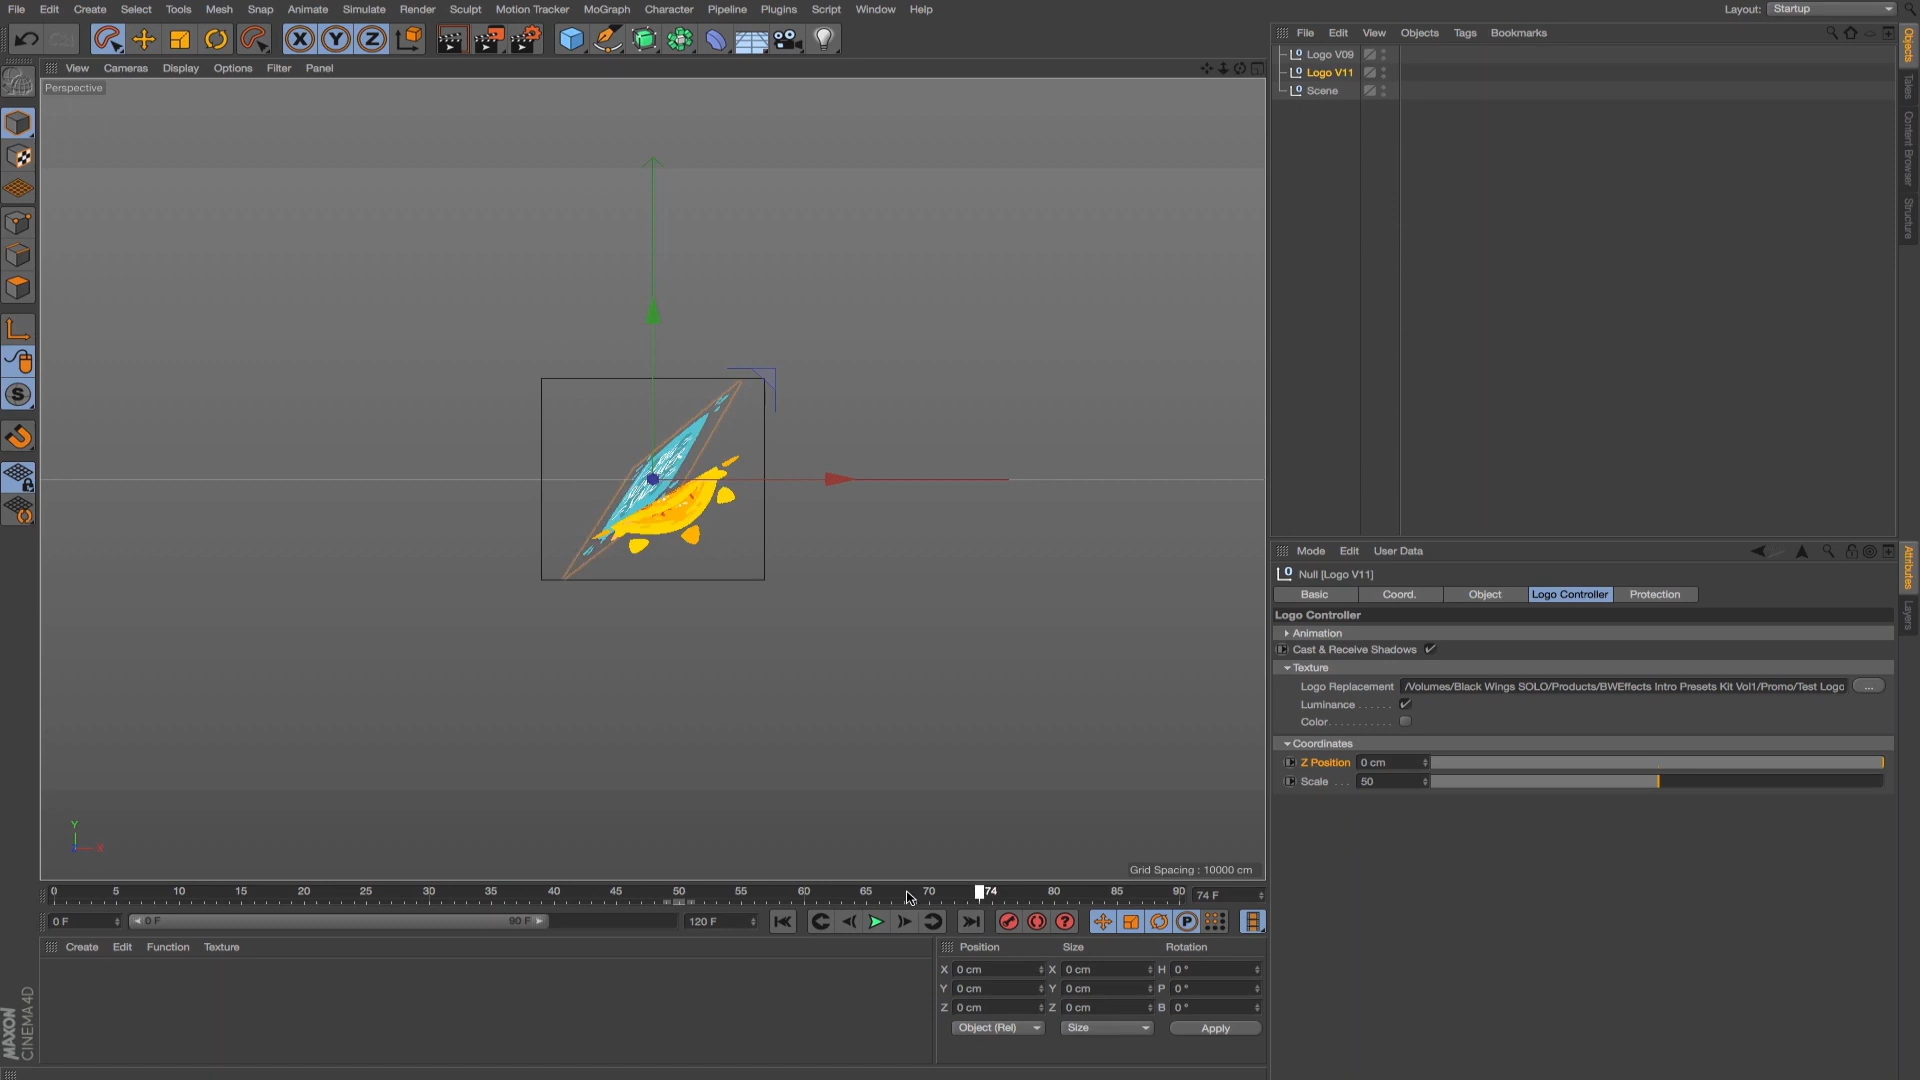 File Edit Create Select Tools Mesh Snap Animate Simulate Render Sculpt Motion Tracker MoGraph Character Pipeline Plugins Script Window Help Layout: Startup
X Y Z
File Edit View Objects Tags Bookmarks
Logo V09
Logo V11
Scene
Objects
Takes
Content Browser
Structure
View Cameras Display Options Filter Panel
Perspective
S
Y
X
Grid Spacing : 10000 cm
Mode Edit User Data
Null [Logo V11]
Basic Coord. Object Logo Controller Protection
Logo Controller
Animation
Cast & Receive Shadows
Texture
Logo Replacement /Volumes/Black Wings SOLO/Products/BWEffects Intro Presets Kit Vol1/Promo/Test Logo ...
Luminance . . . . . .
Color. . . . . . . . . . .
Coordinates
Z Position 0 cm
Scale . . . 50
Attributes
Layers
0 5 10 15 20 25 30 35 40 45 50 55 60 65 70 74 80 85 90 74 F
0 F 0 F 90 F 120 F ? P
Create Edit Function Texture
Position Size Rotation
X 0 cm X 0 cm H 0 °
Y 0 cm Y 0 cm P 0 °
Z 0 cm Z 0 cm B 0 °
Object (Rel) Size Apply
MAXON
CINEMA 4D